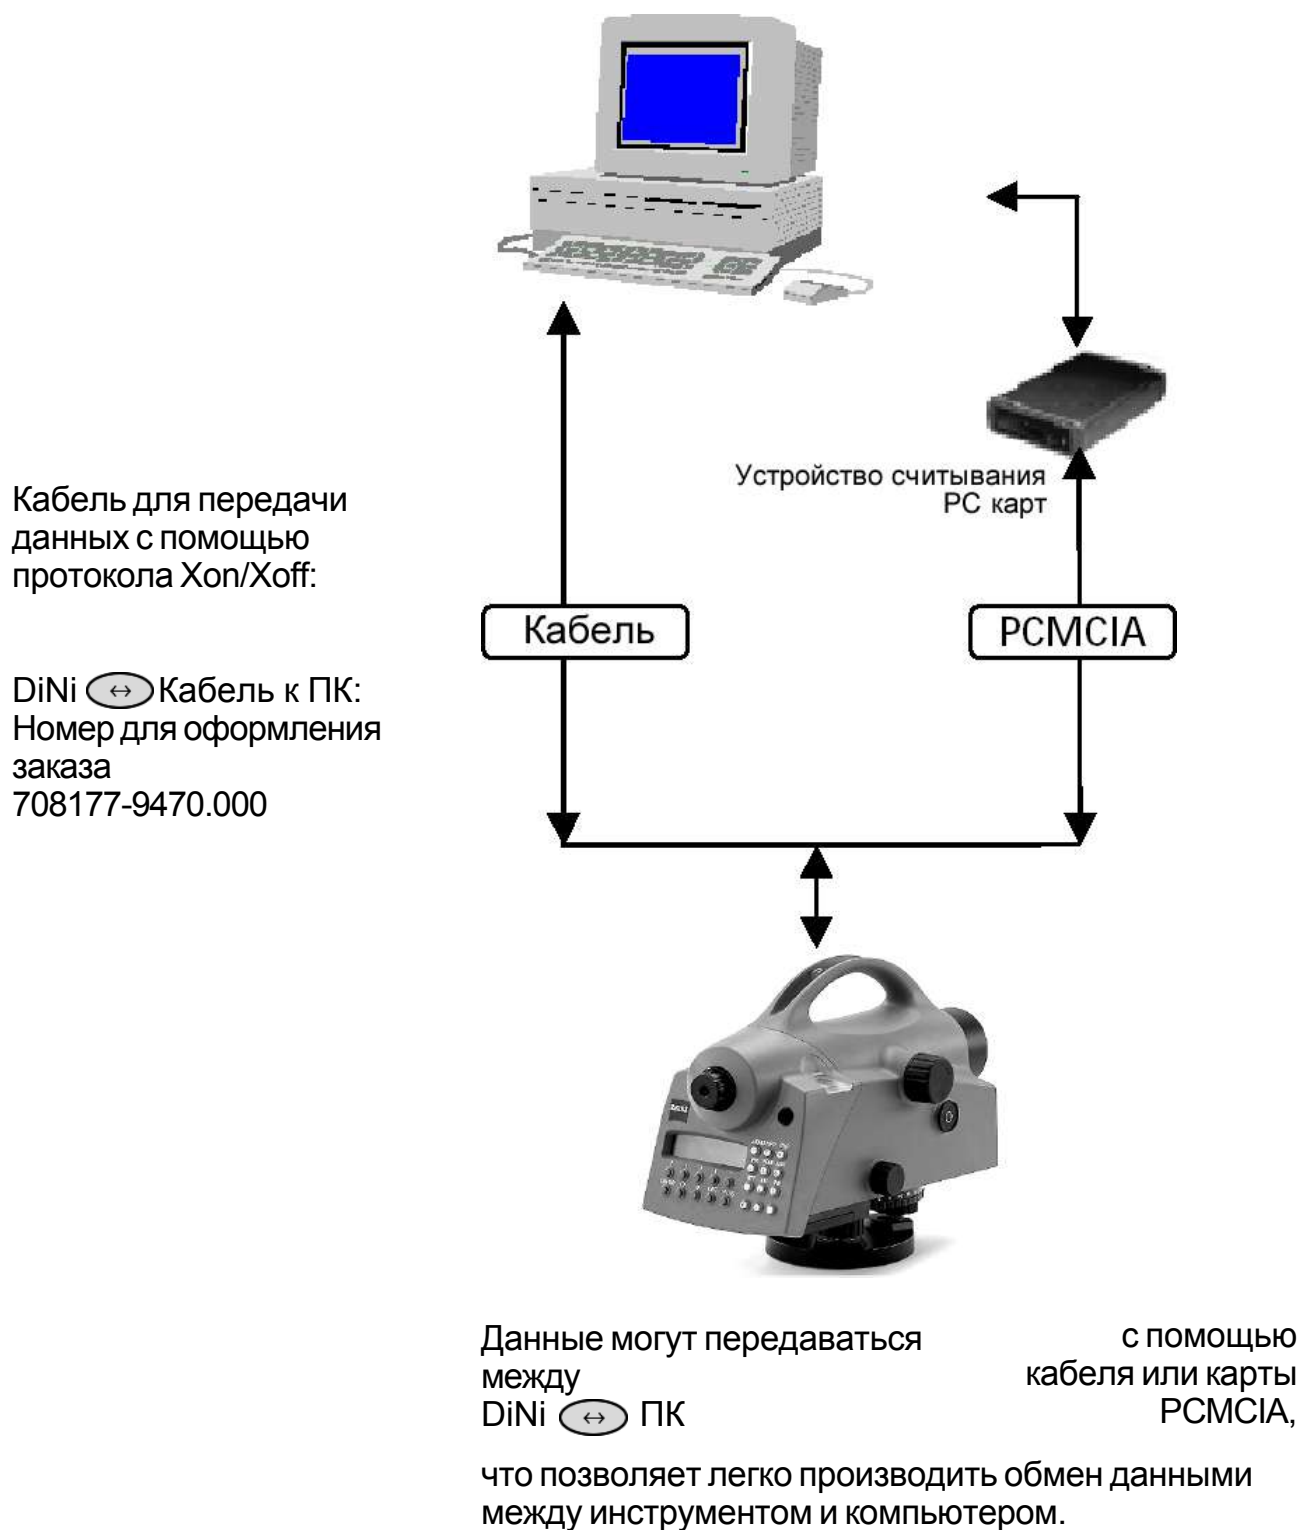 Устройство считывания
PC карт
Кабель для передачи
данных с помощью
протокола Xon/Xoff:
Кабель
PCMCIA
DiNi ↔ Кабель к ПК:
Номер для оформления
заказа
708177-9470.000
Данные могут передаваться
между
DiNi ↔ ПК
с помощью
кабеля или карты
PCMCIA,
что позволяет легко производить обмен данными
между инструментом и компьютером.